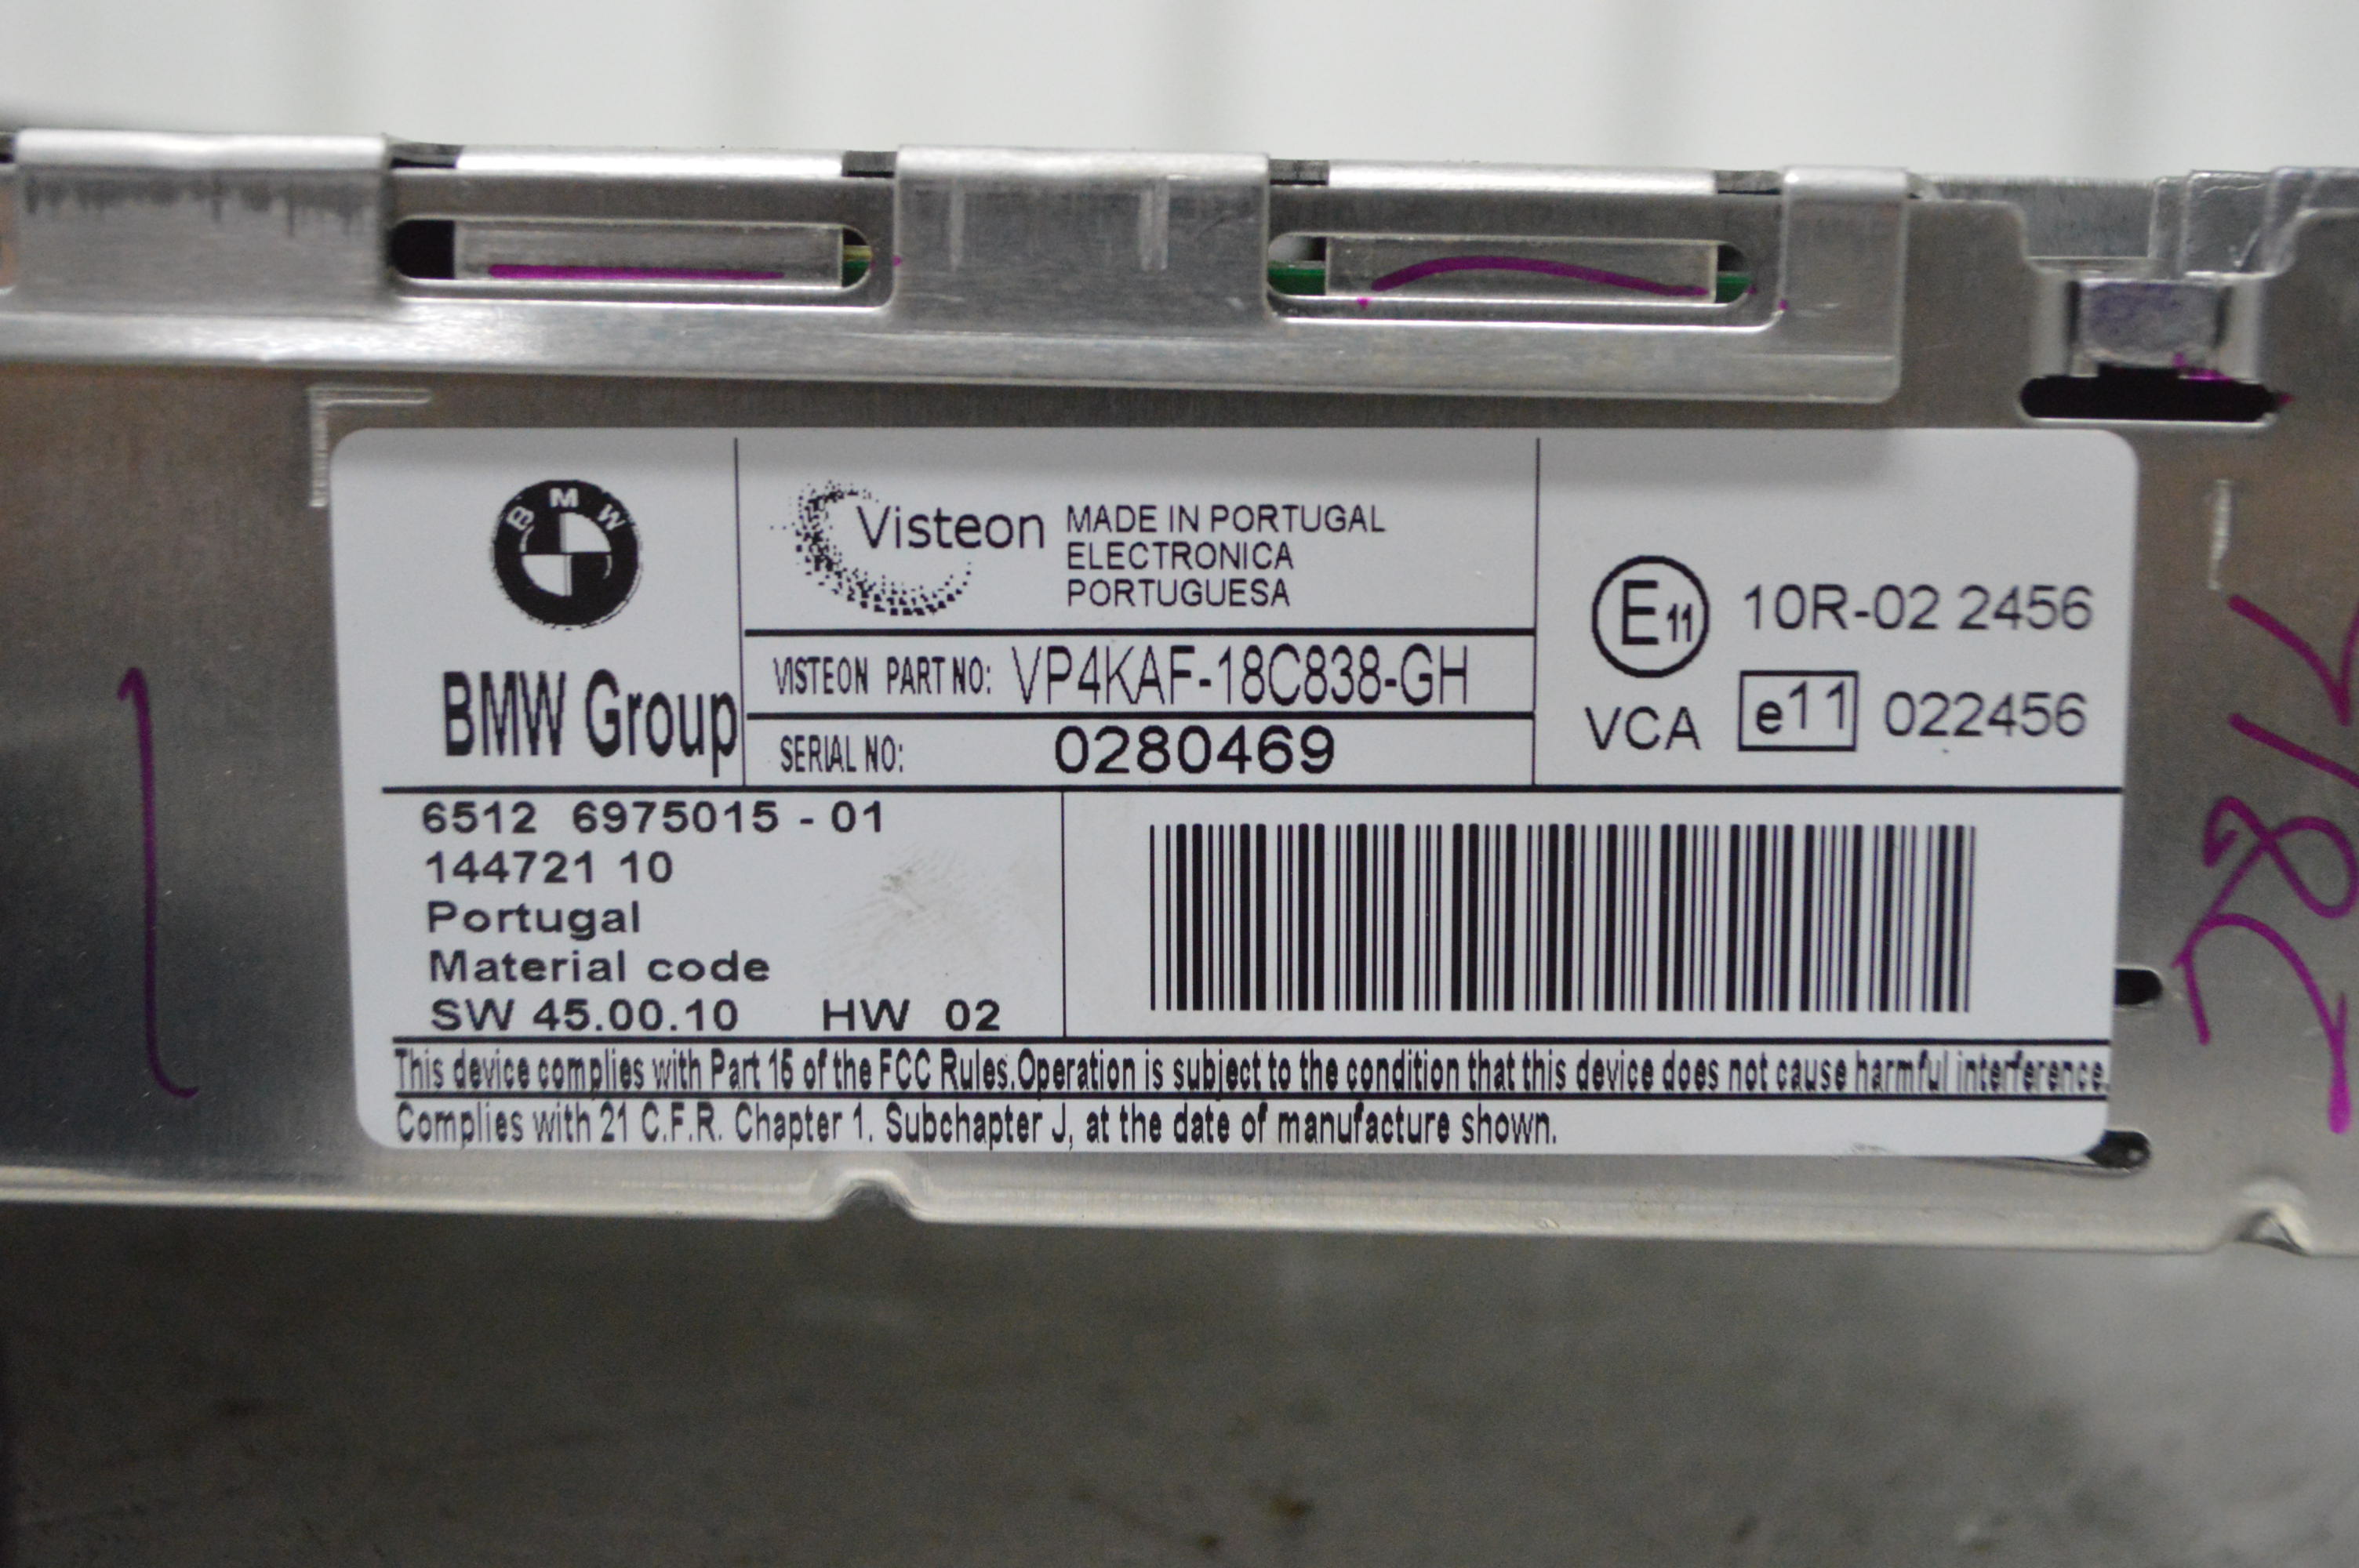 BMW
BMW Group
Visteon
MADE IN PORTUGAL
ELECTRONICA
PORTUGUESA
VISTEON PART NO: VP4KAF-18C838-GH
SERIAL NO: 0280469
E11 10R-02 2456
VCA e11 022456
6512 6975015 - 01
144721 10
Portugal
Material code
SW 45.00.10 HW 02
This device complies with Part 15 of the FCC Rules.Operation is subject to the condition that this device does not cause harmful interference.
Complies with 21 C.F.R. Chapter 1. Subchapter J, at the date of manufacture shown.